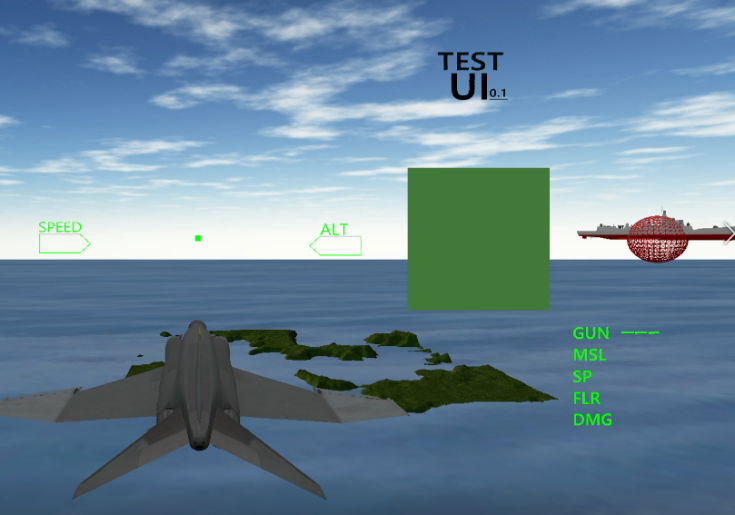 TEST
UI0.1
SPEED
ALT
GUN
MSL
SP
FLR
DMG